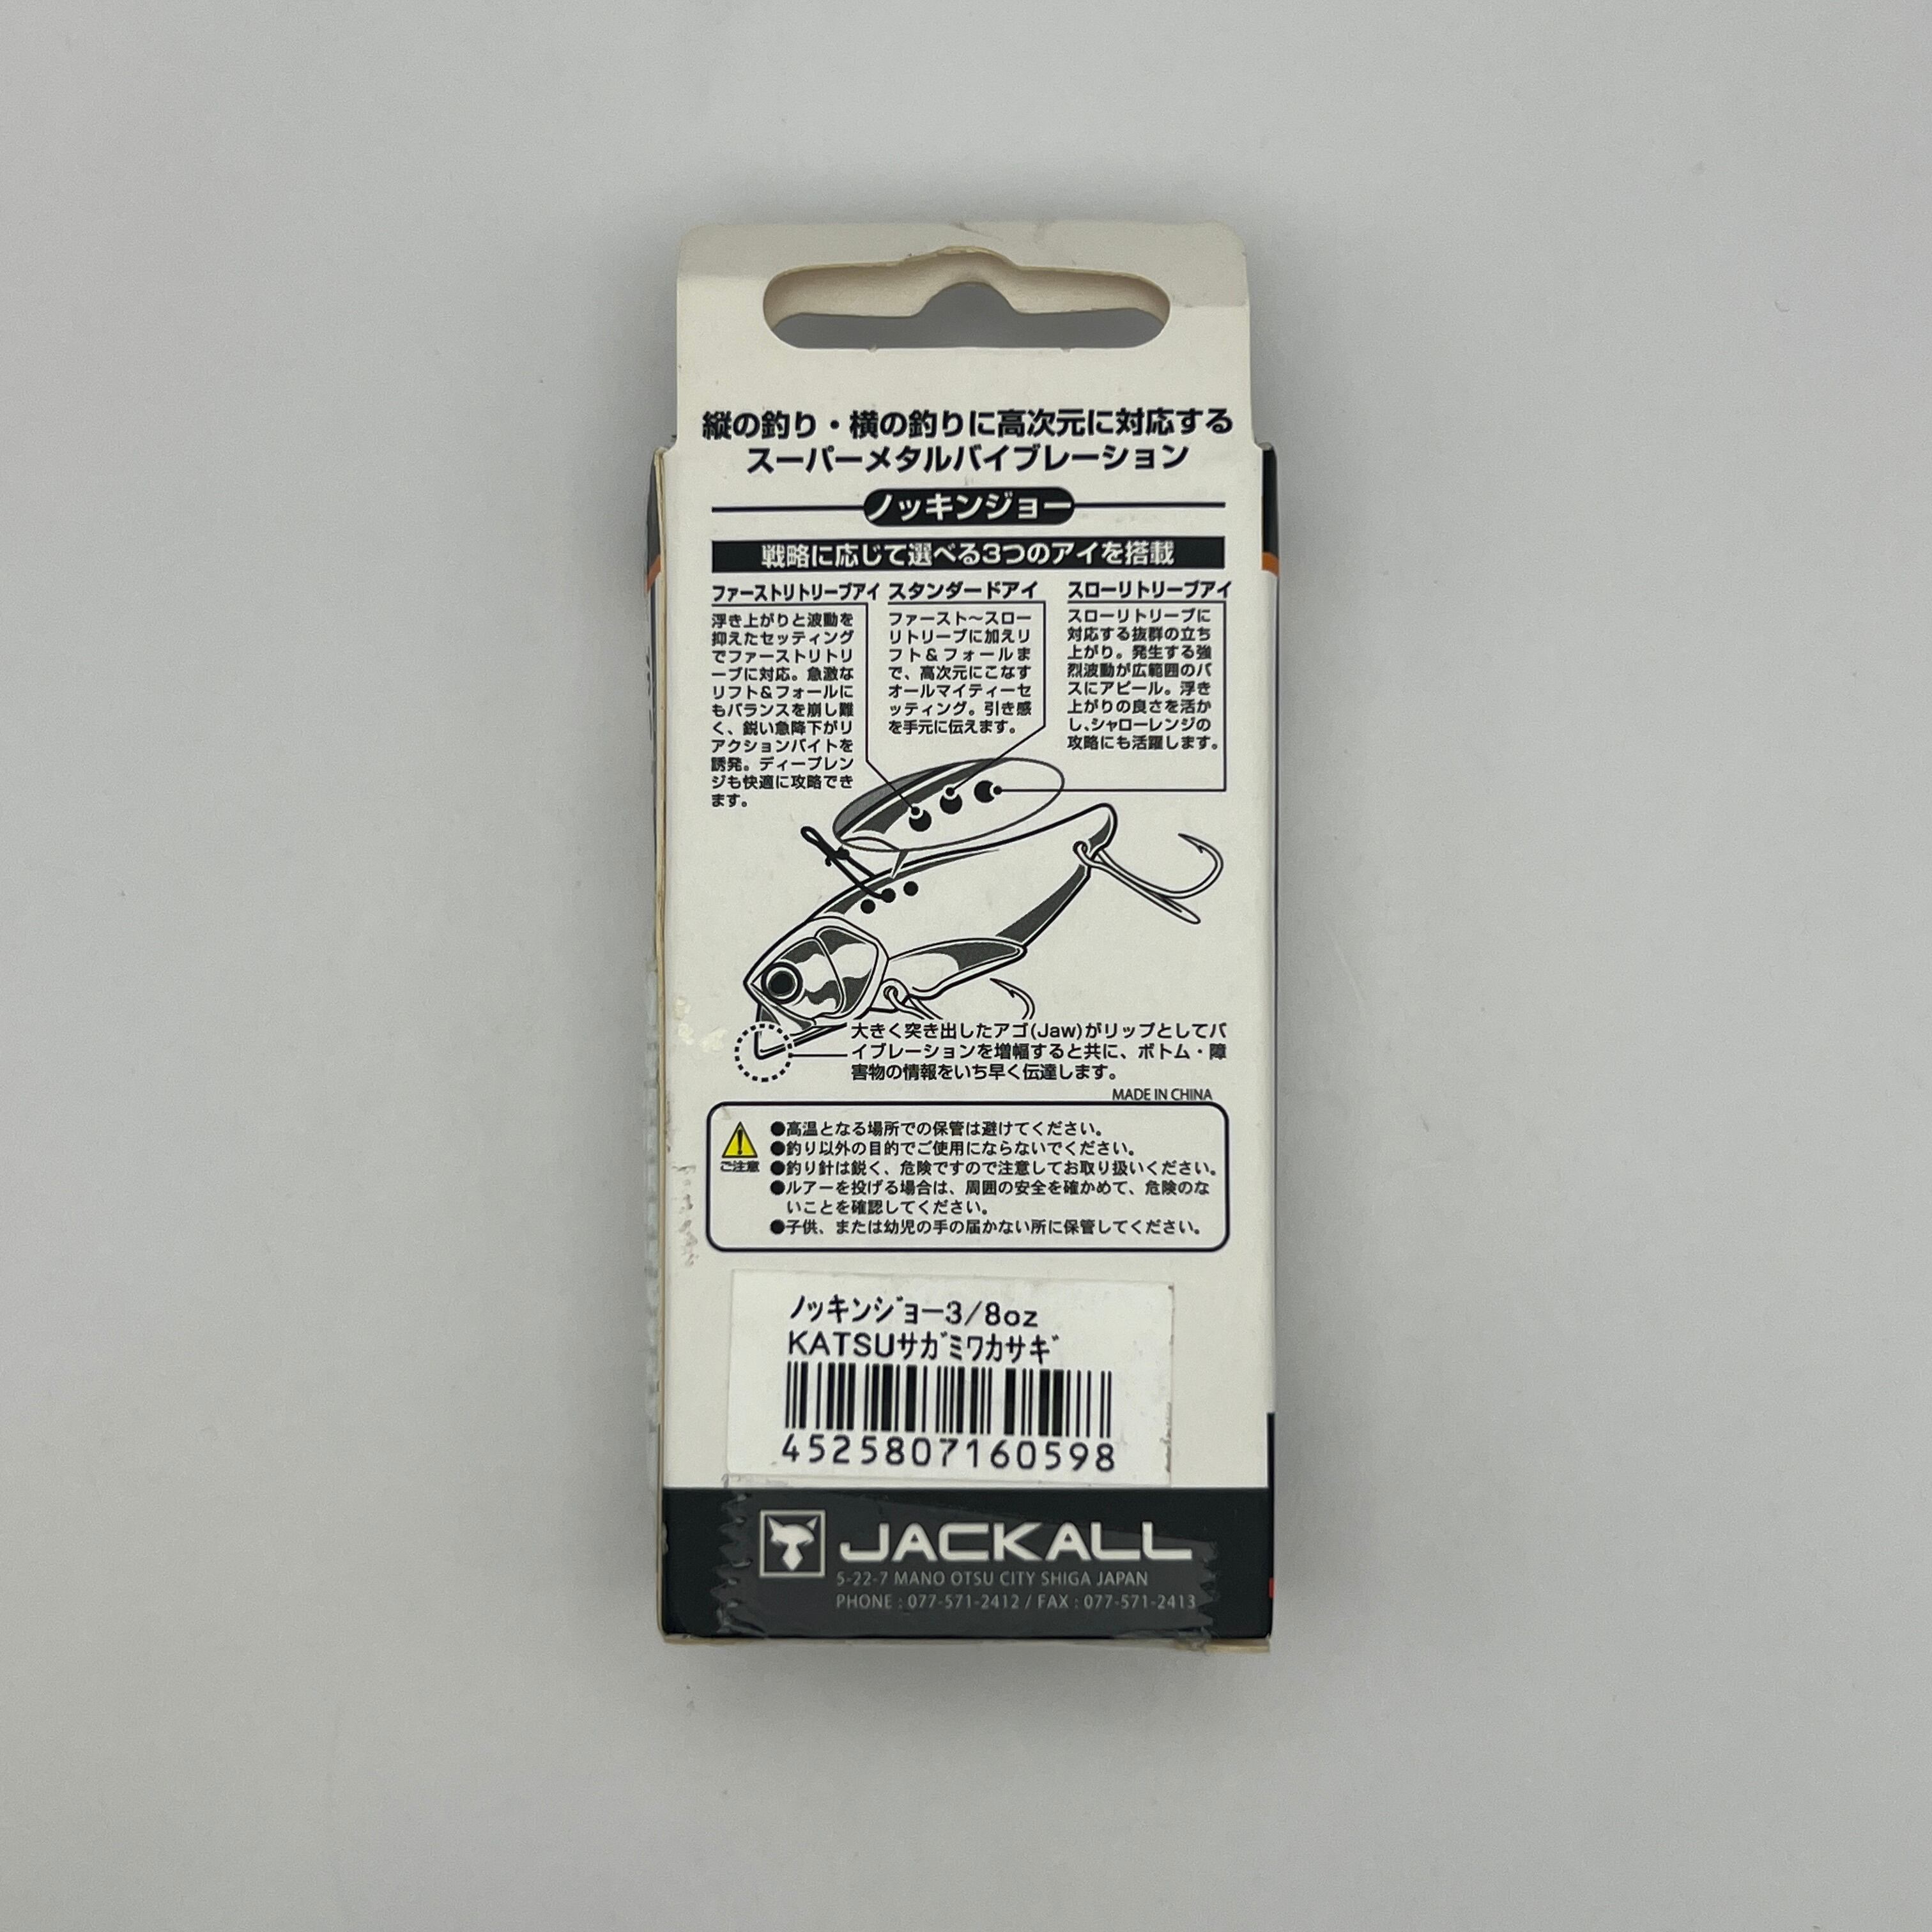 縦の釣り・横の釣りに高次元に対応する
スーパーメタルバイブレーション
ノッキンジョー
戦略に応じて選べる3つのアイを搭載
ファーストリトリーブアイ
浮き上がりと波動を
抑えたセッティング
でファーストリトリ
ーブに対応。急激な
リフト&フォールに
もバランスを崩し難
く、鋭い急降下がリ
アクションバイトを
誘発。ディープレン
ジも快適に攻略でき
ます。
スタンダードアイ
ファースト〜スロー
リトリーブに加えリ
フト&フォールま
で、高次元にこなす
オールマイティーセ
ッティング。引き感
を手元に伝えます。
スローリトリーブアイ
スローリトリーブに
対応する抜群の立ち
上がり。発生する強
烈波動が広範囲のバ
スにアピール。浮き
上がりの良さを活か
し、シャローレンジの
攻略にも活躍します。
大きく突き出したアゴ(Jaw)がリップとしてバ
イブレーションを増幅すると共に、ボトム・障
害物の情報をいち早く伝達します。
MADE IN CHINA
ご注意
●高温となる場所での保管は避けてください。
●釣り以外の目的でご使用にならないでください。
●釣り針は鋭く、危険ですので注意してお取り扱いください。
●ルアーを投げる場合は、周囲の安全を確かめて、危険のな
いことを確認してください。
●子供、または幼児の手の届かない所に保管してください。
ﾉｯｷﾝｼﾞｮｰ3/8oz
KATSUｻｶﾞﾐﾜｶｻｷﾞ
4525807160598
JACKALL
5-22-7 MANO OTSU CITY SHIGA JAPAN
PHONE : 077-571-2412 / FAX : 077-571-2413